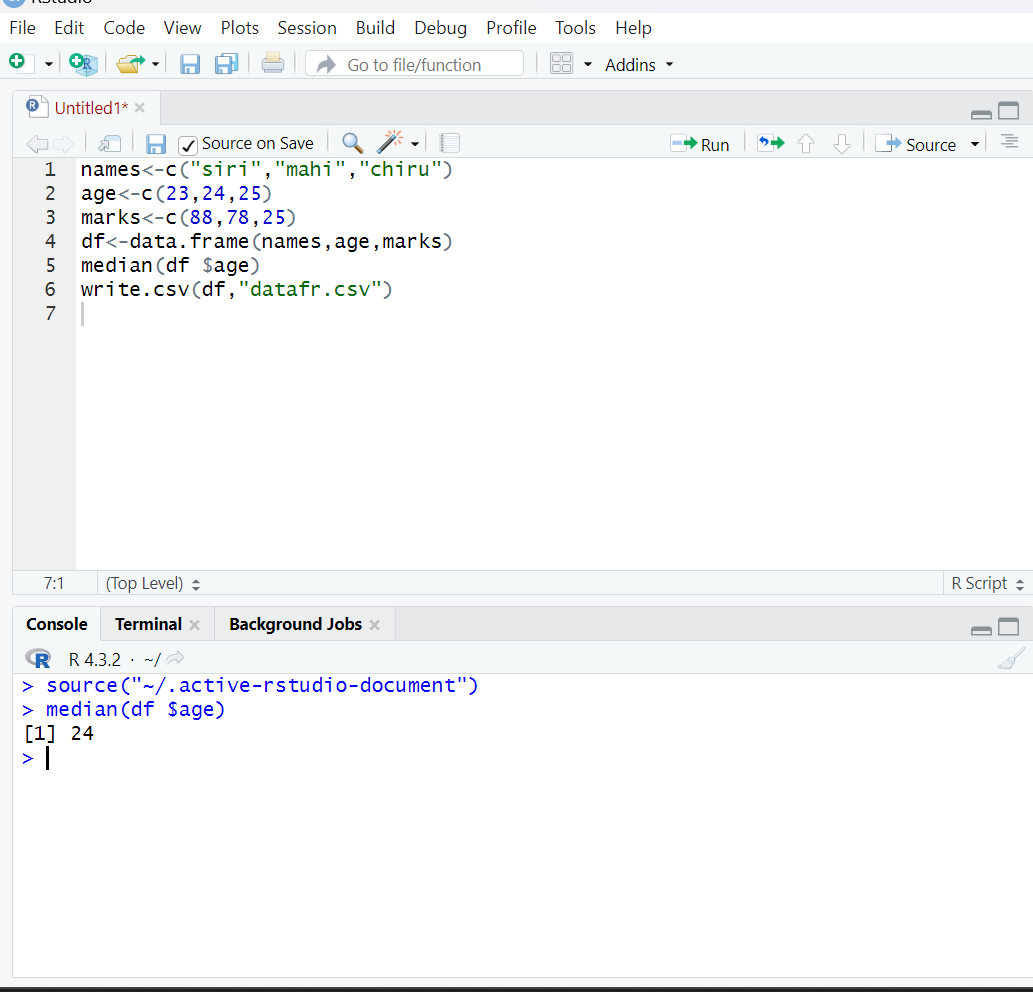 RStudio
File Edit Code View Plots Session Build Debug Profile Tools Help
Go to file/function Addins
Untitled1*
Source on Save Run Source
1 names<-c("siri","mahi","chiru")
2 age<-c(23,24,25)
3 marks<-c(88,78,25)
4 df<-data.frame(names,age,marks)
5 median(df $age)
6 write.csv(df,"datafr.csv")
7
7:1 (Top Level) R Script
Console Terminal Background Jobs
R R 4.3.2 · ~/
> source("~/.active-rstudio-document")
> median(df $age)
[1] 24
>